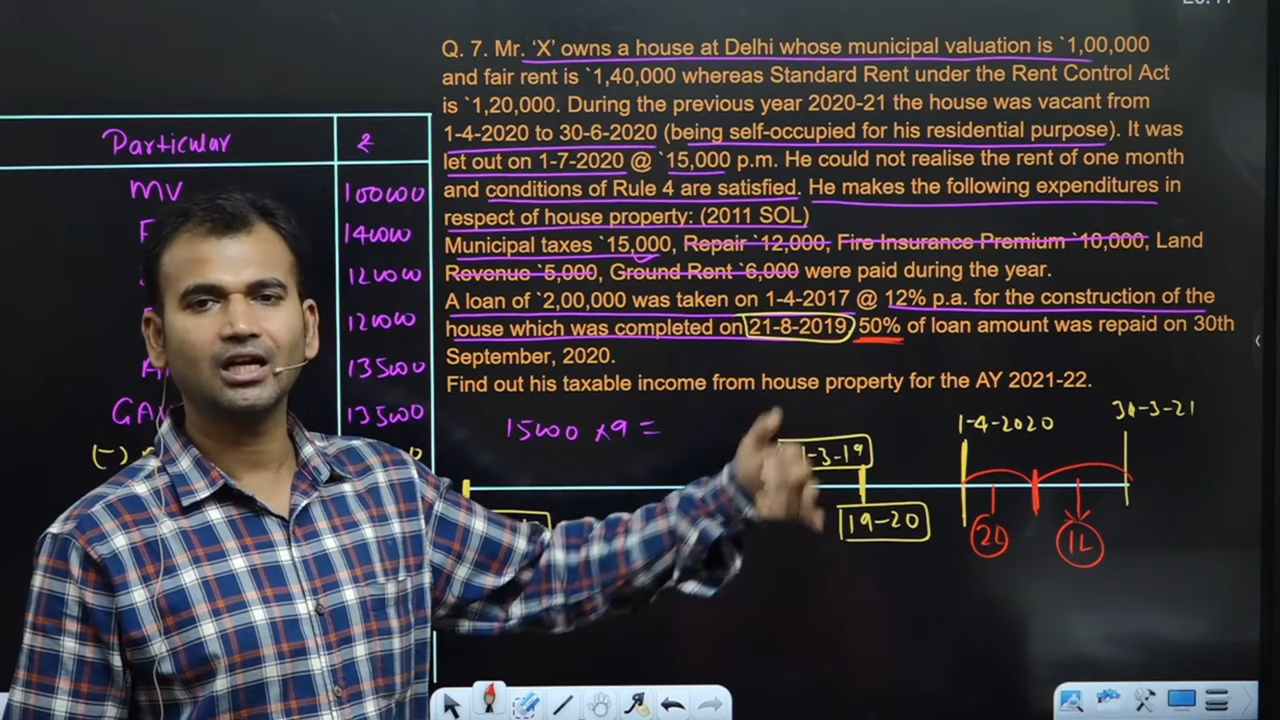 Q. 7. Mr. 'X' owns a house at Delhi whose municipal valuation is `1,00,000
and fair rent is `1,40,000 whereas Standard Rent under the Rent Control Act
is `1,20,000. During the previous year 2020-21 the house was vacant from
1-4-2020 to 30-6-2020 (being self-occupied for his residential purpose). It was
let out on 1-7-2020 @ `15,000 p.m. He could not realise the rent of one month
and conditions of Rule 4 are satisfied. He makes the following expenditures in
respect of house property: (2011 SOL)
Municipal taxes `15,000, Repair `12,000, Fire Insurance Premium `10,000, Land
Revenue `5,000, Ground Rent `6,000 were paid during the year.
A loan of `2,00,000 was taken on 1-4-2017 @ 12% p.a. for the construction of the
house which was completed on 21-8-2019 50% of loan amount was repaid on 30th
September, 2020.
Find out his taxable income from house property for the AY 2021-22.
Particular ₹
MV 100000
140000
120000
120000
135000
GAV 135000
(-)
15000 x9 =
-3-19
19-20
1-4-2020
31-3-21
2L
1L